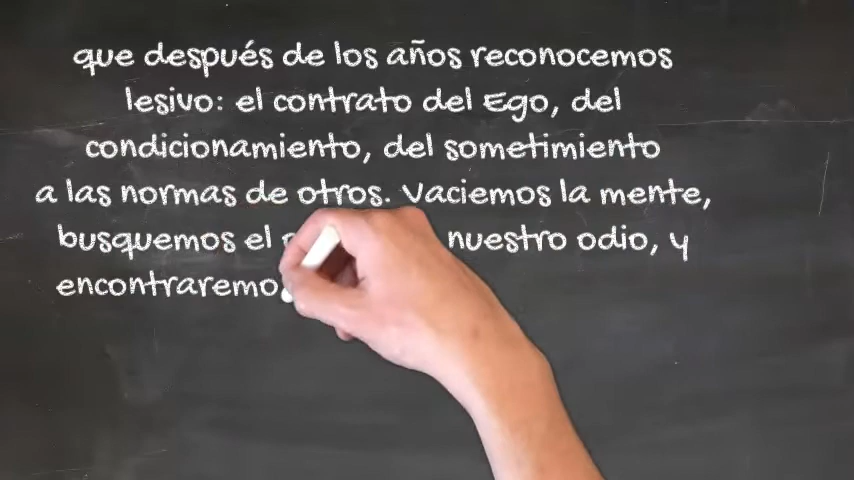 que después de los años reconocemos
lesivo: el contrato del Ego, del
condicionamiento, del sometimiento
a las normas de otros. Vaciemos la mente,
busquemos el nuestro odio, y
encontraremo